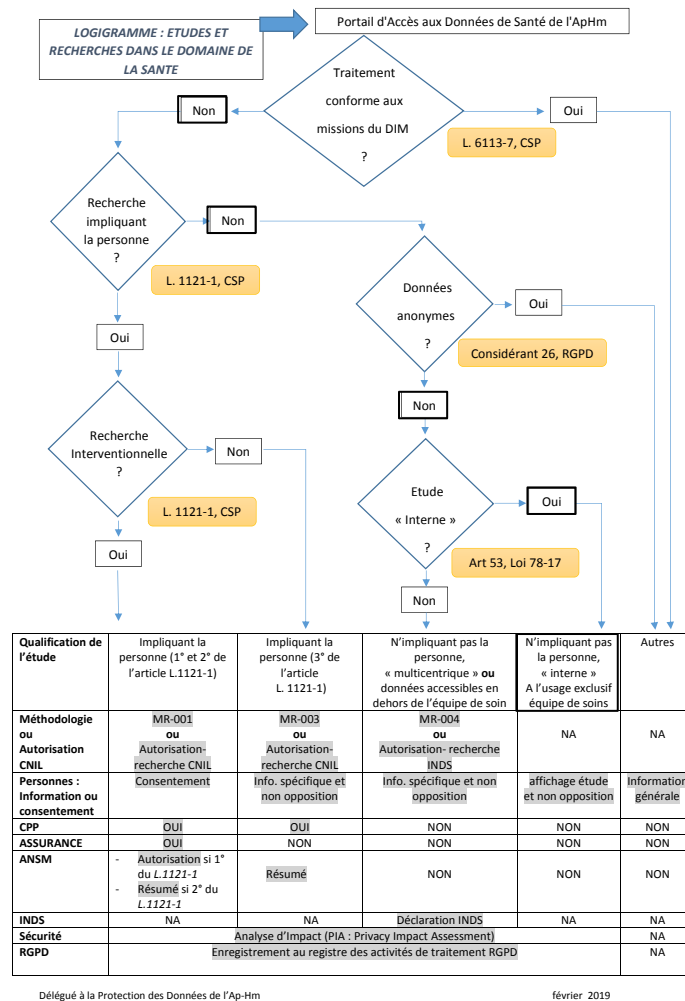 LOGIGRAMME : ETUDES ET
RECHERCHES DANS LE DOMAINE DE
LA SANTE
Portail d'Accès aux Données de Santé de l'ApHm
Traitement
conforme aux
missions du DIM
?
Non
Oui
L. 6113-7, CSP
Recherche
impliquant
la personne
?
Non
L. 1121-1, CSP
Données
anonymes
?
Oui
Considérant 26, RGPD
Oui
Non
Recherche
Interventionnelle
?
Non
L. 1121-1, CSP
Etude
« Interne »
?
Oui
Art 53, Loi 78-17
Oui
Non
Qualification de
l'étude
Impliquant la
personne (1° et 2° de
l'article L.1121-1)
Impliquant la
personne (3° de
l'article
L. 1121-1)
N'impliquant pas la
personne,
« multicentrique » ou
données accessibles en
dehors de l'équipe de soin
N'impliquant pas
la personne,
« interne »
A l'usage exclusif
équipe de soins
Autres
Méthodologie
ou
Autorisation
CNIL
MR-001
ou
Autorisation-
recherche CNIL
MR-003
ou
Autorisation-
recherche CNIL
MR-004
ou
Autorisation- recherche
INDS
NA
NA
Personnes :
Information ou
consentement
Consentement
Info. spécifique et
non opposition
Info. spécifique et non
opposition
affichage étude
et non opposition
Information
générale
CPP
OUI
OUI
NON
NON
NON
ASSURANCE
OUI
NON
NON
NON
NON
ANSM
- Autorisation si 1°
du L.1121-1
- Résumé si 2° du
L.1121-1
Résumé
NON
NON
NON
INDS
NA
NA
Déclaration INDS
NA
NA
Sécurité
Analyse d'Impact (PIA : Privacy Impact Assessment)
NA
RGPD
Enregistrement au registre des activités de traitement RGPD
NA
Délégué à la Protection des Données de l'Ap-Hm
février 2019